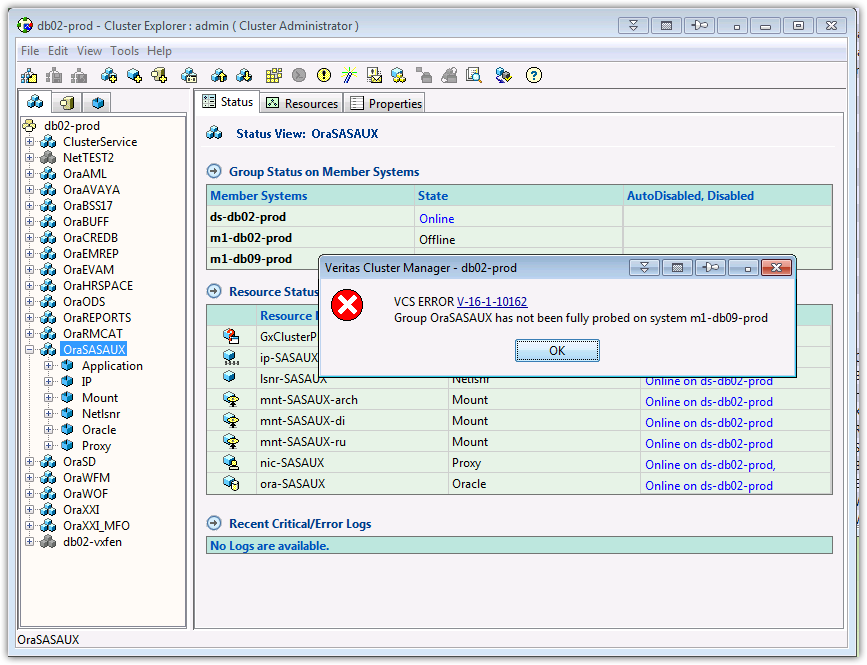 db02-prod - Cluster Explorer : admin ( Cluster Administrator )
File Edit View Tools Help
Status Resources Properties
db02-prod
ClusterService
NetTEST2
OraAML
OraAVAYA
OraBSS17
OraBUFF
OraCREDB
OraEMREP
OraEVAM
OraHRSPACE
OraODS
OraREPORTS
OraRMCAT
OraSASAUX
Application
IP
Mount
Netlsnr
Oracle
Proxy
OraSD
OraWFM
OraWOF
OraXXI
OraXXI_MFO
db02-vxfen
Status View: OraSASAUX
Group Status on Member Systems
Member Systems State AutoDisabled, Disabled
ds-db02-prod Online
m1-db02-prod Offline
m1-db09-prod
Veritas Cluster Manager - db02-prod
VCS ERROR V-16-1-10162
Group OraSASAUX has not been fully probed on system m1-db09-prod
OK
Resource Status
Resource
GxClusterP
ip-SASAUX
lsnr-SASAUX Netlsnr Online on ds-db02-prod
mnt-SASAUX-arch Mount Online on ds-db02-prod
mnt-SASAUX-di Mount Online on ds-db02-prod
mnt-SASAUX-ru Mount Online on ds-db02-prod
nic-SASAUX Proxy Online on ds-db02-prod,
ora-SASAUX Oracle Online on ds-db02-prod
Recent Critical/Error Logs
No Logs are available.
OraSASAUX